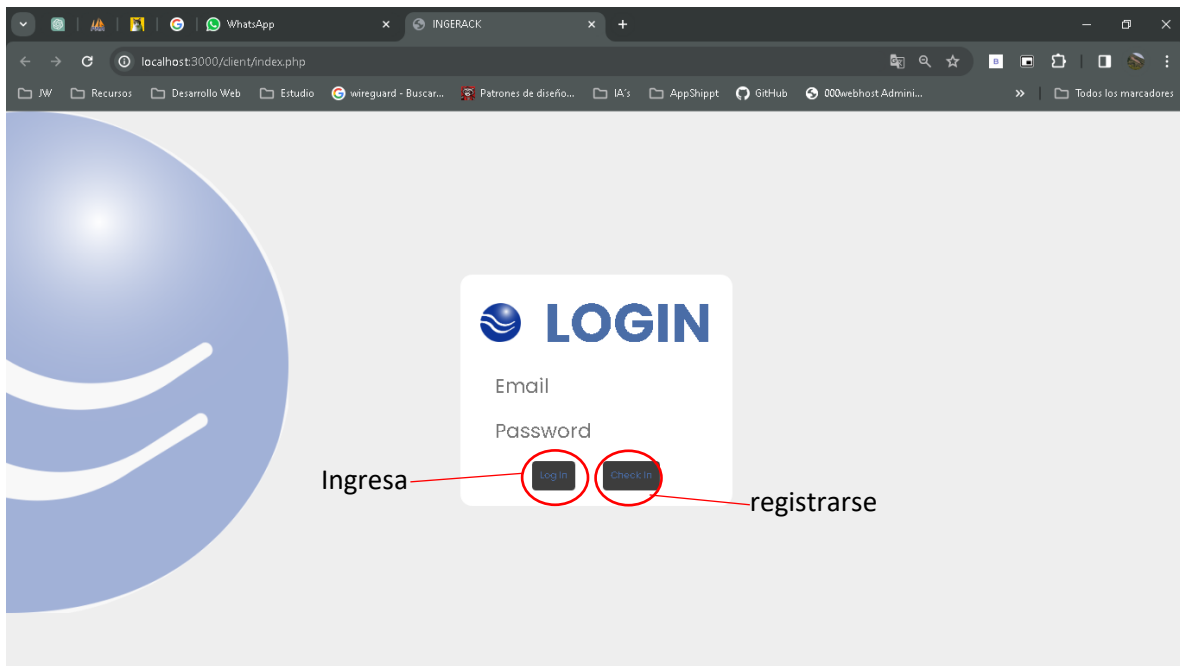 WhatsApp
INGERACK
localhost:3000/client/index.php
JW
Recursos
Desarrollo Web
Estudio
wireguard - Buscar...
Patrones de diseño...
IA's
AppShippt
GitHub
000webhost Admini...
»
Todos los marcadores
LOGIN
Email
Password
Log In
Check In
Ingresa
registrarse